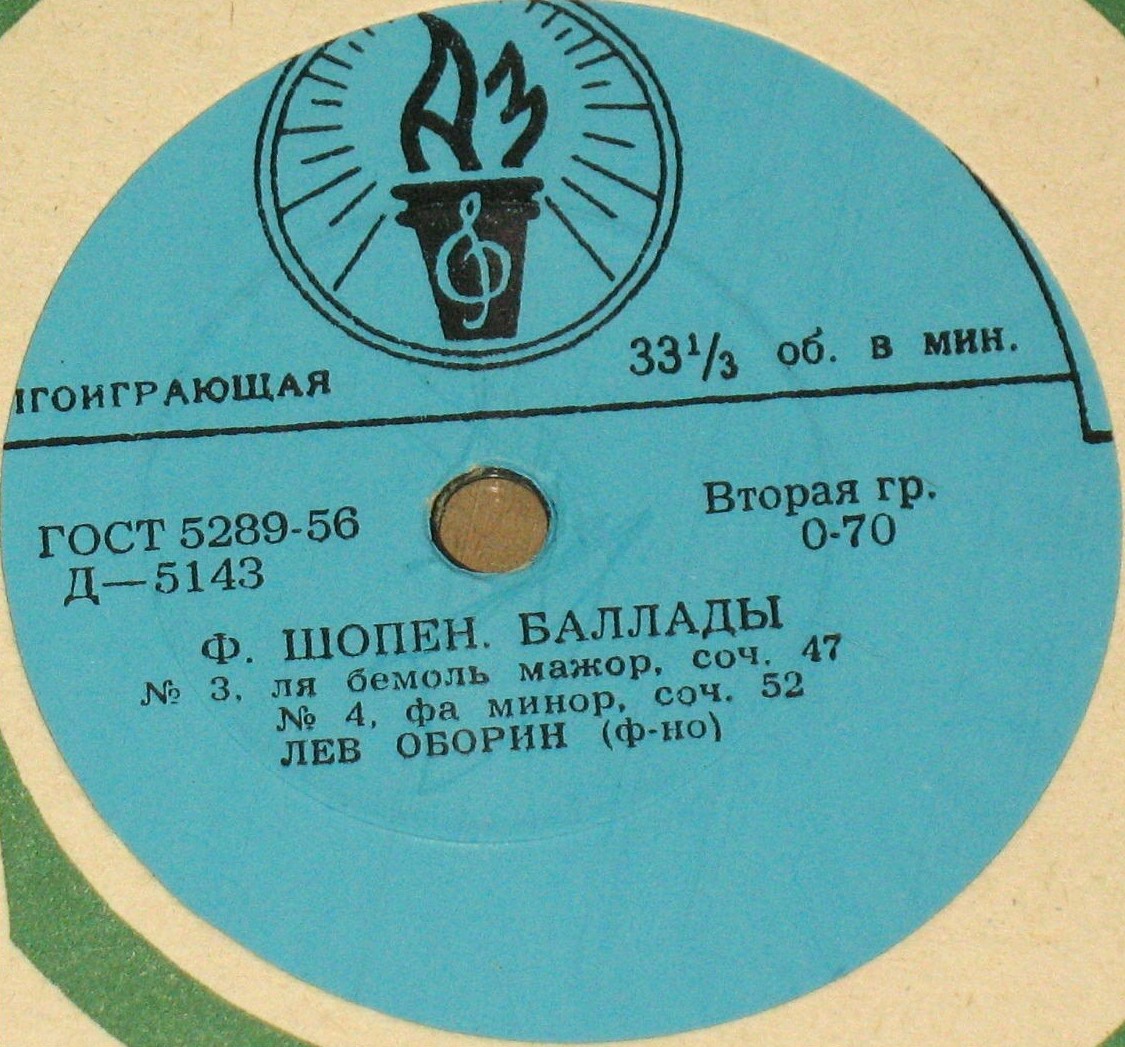 АЗ
ГОИГРАЮЩАЯ
33⅓ об. в мин.
ГОСТ 5289-56
Д—5143
Вторая гр.
0-70
Ф. ШОПЕН. БАЛЛАДЫ
№ 3, ля бемоль мажор, соч. 47
№ 4, фа минор, соч. 52
ЛЕВ ОБОРИН (ф-но)